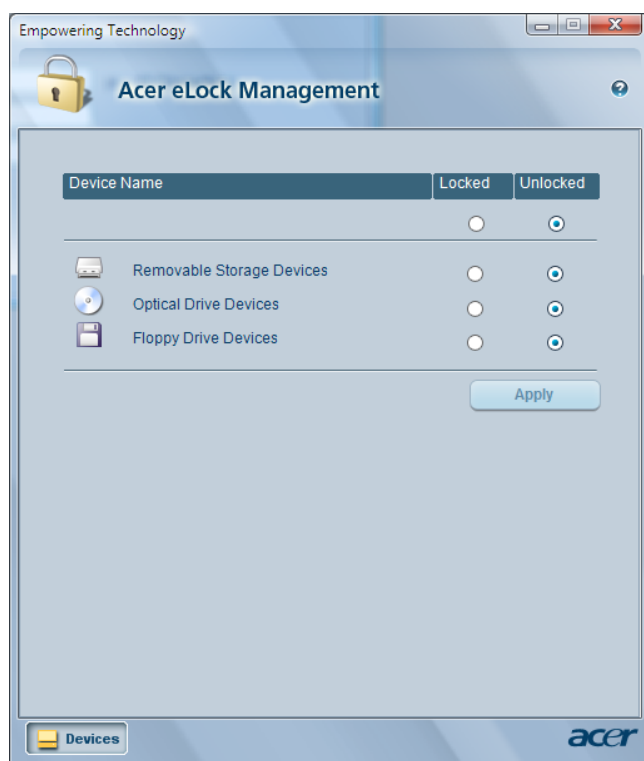 Empowering Technology
Acer eLock Management
Device Name Locked Unlocked
Removable Storage Devices
Optical Drive Devices
Floppy Drive Devices
Apply
Devices
acer